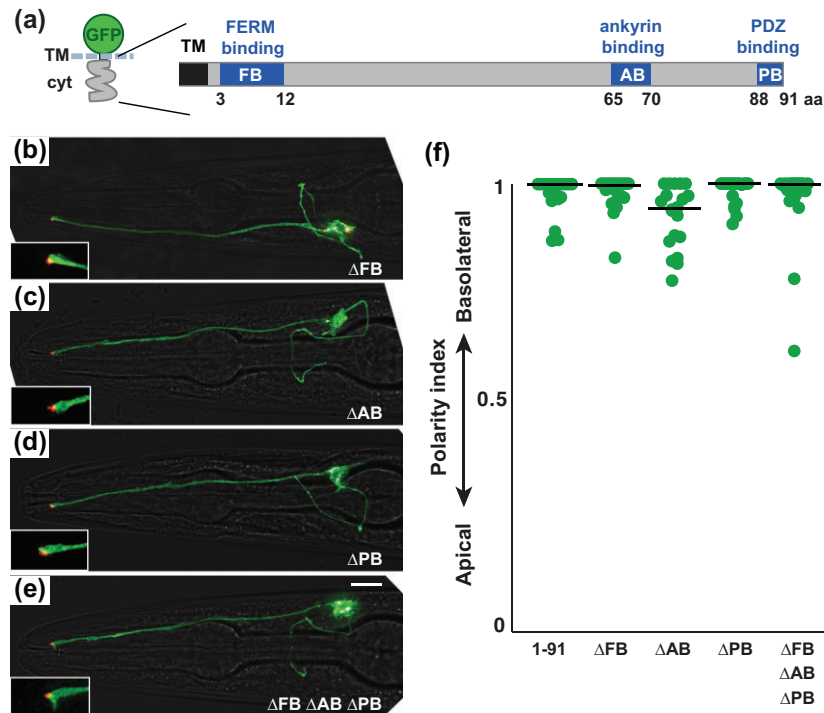 (a)
GFP
TM
cyt
TM
FERM
binding
ankyrin
binding
PDZ
binding
FB
AB
PB
3 12 65 70 88 91 aa
(b)
ΔFB
(c)
ΔAB
(d)
ΔPB
(e)
ΔFB ΔAB ΔPB
(f)
Polarity index
Basolateral
Apical
1
0.5
0
1-91 ΔFB ΔAB ΔPB ΔFB
ΔAB
ΔPB